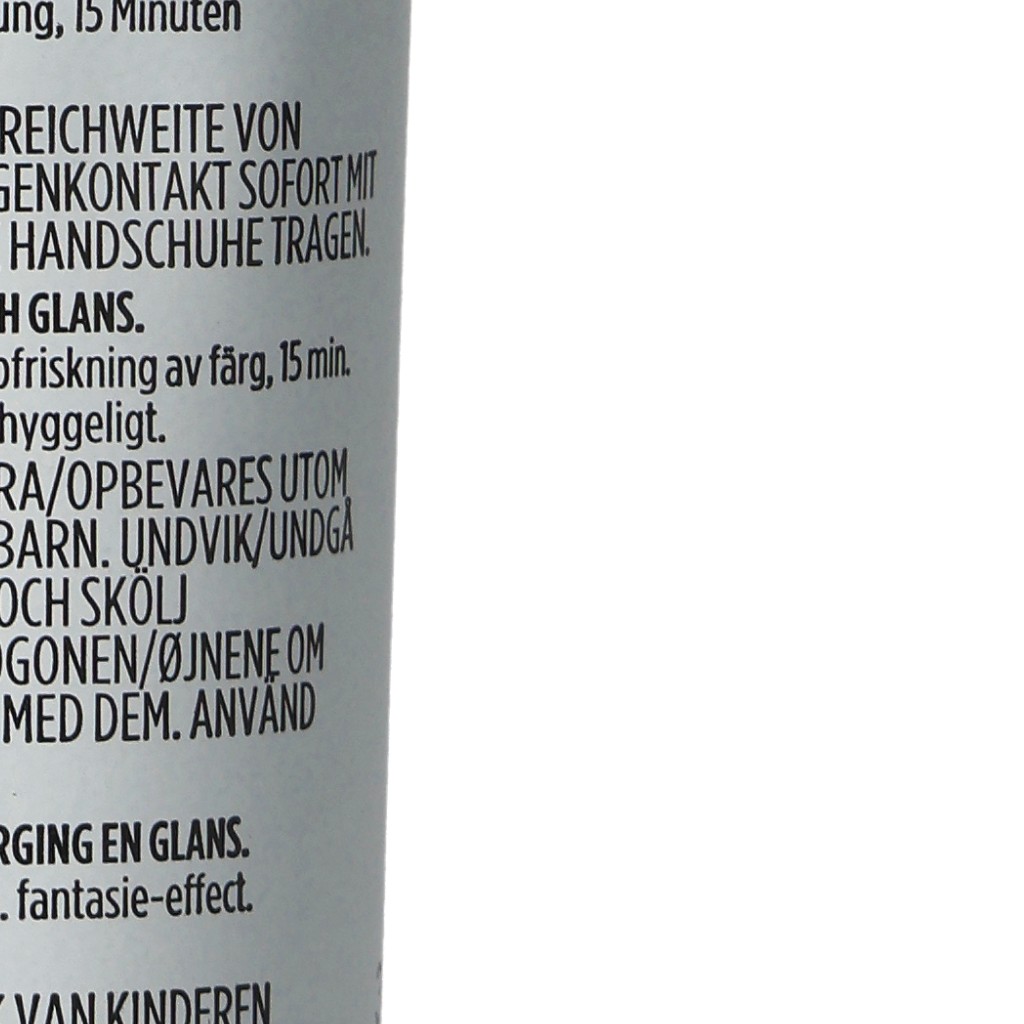 ung, 15 Minuten
REICHWEITE VON
GENKONTAKT SOFORT MIT
HANDSCHUHE TRAGEN.
H GLANS.
pfriskning av färg, 15 min.
hyggeligt.
RA/OPBEVARES UTOM
BARN. UNDVIK/UNDGÅ
OCH SKÖLJ
OGONEN/ØJNENE OM
MED DEM. ANVÄND
RGING EN GLANS.
. fantasie-effect.
VAN KINDEREN